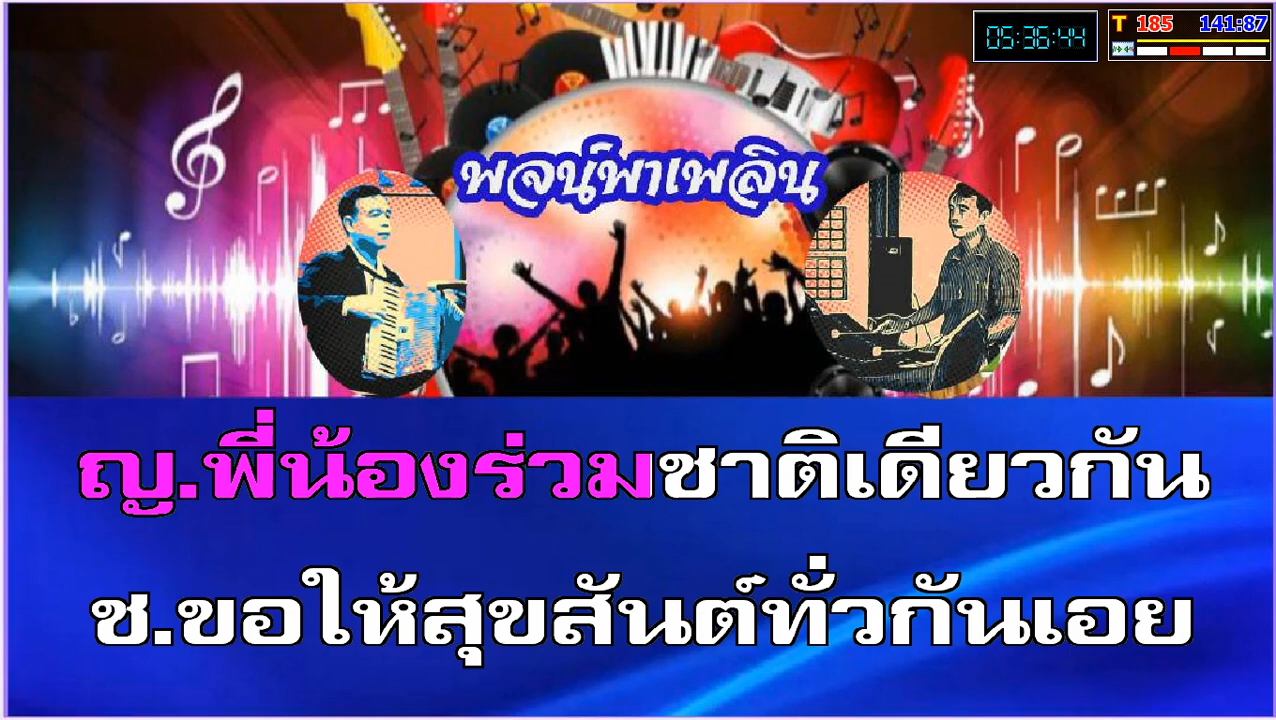 05:36:44
T 185 141:87
พจน์พาเพลิน
ญ.พี่น้องร่วมชาติเดียวกัน
ช.ขอให้สุขสันต์ทั่วกันเอย